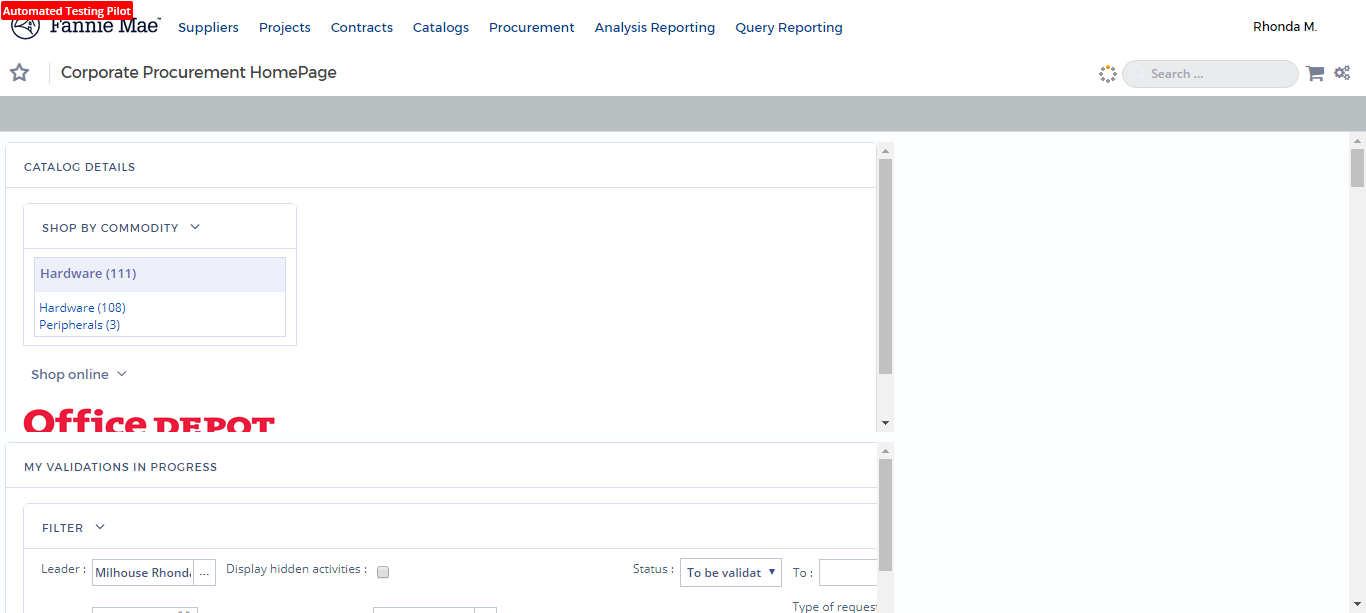 Automated Testing Pilot
Fannie Mae™
Suppliers Projects Contracts Catalogs Procurement Analysis Reporting Query Reporting
Rhonda M.
Corporate Procurement HomePage
Search ...
CATALOG DETAILS
SHOP BY COMMODITY
Hardware (111)
Hardware (108)
Peripherals (3)
Shop online
Office DEPOT
MY VALIDATIONS IN PROGRESS
FILTER
Leader : Milhouse Rhond ... Display hidden activities : Status : To be validat To :
Type of request